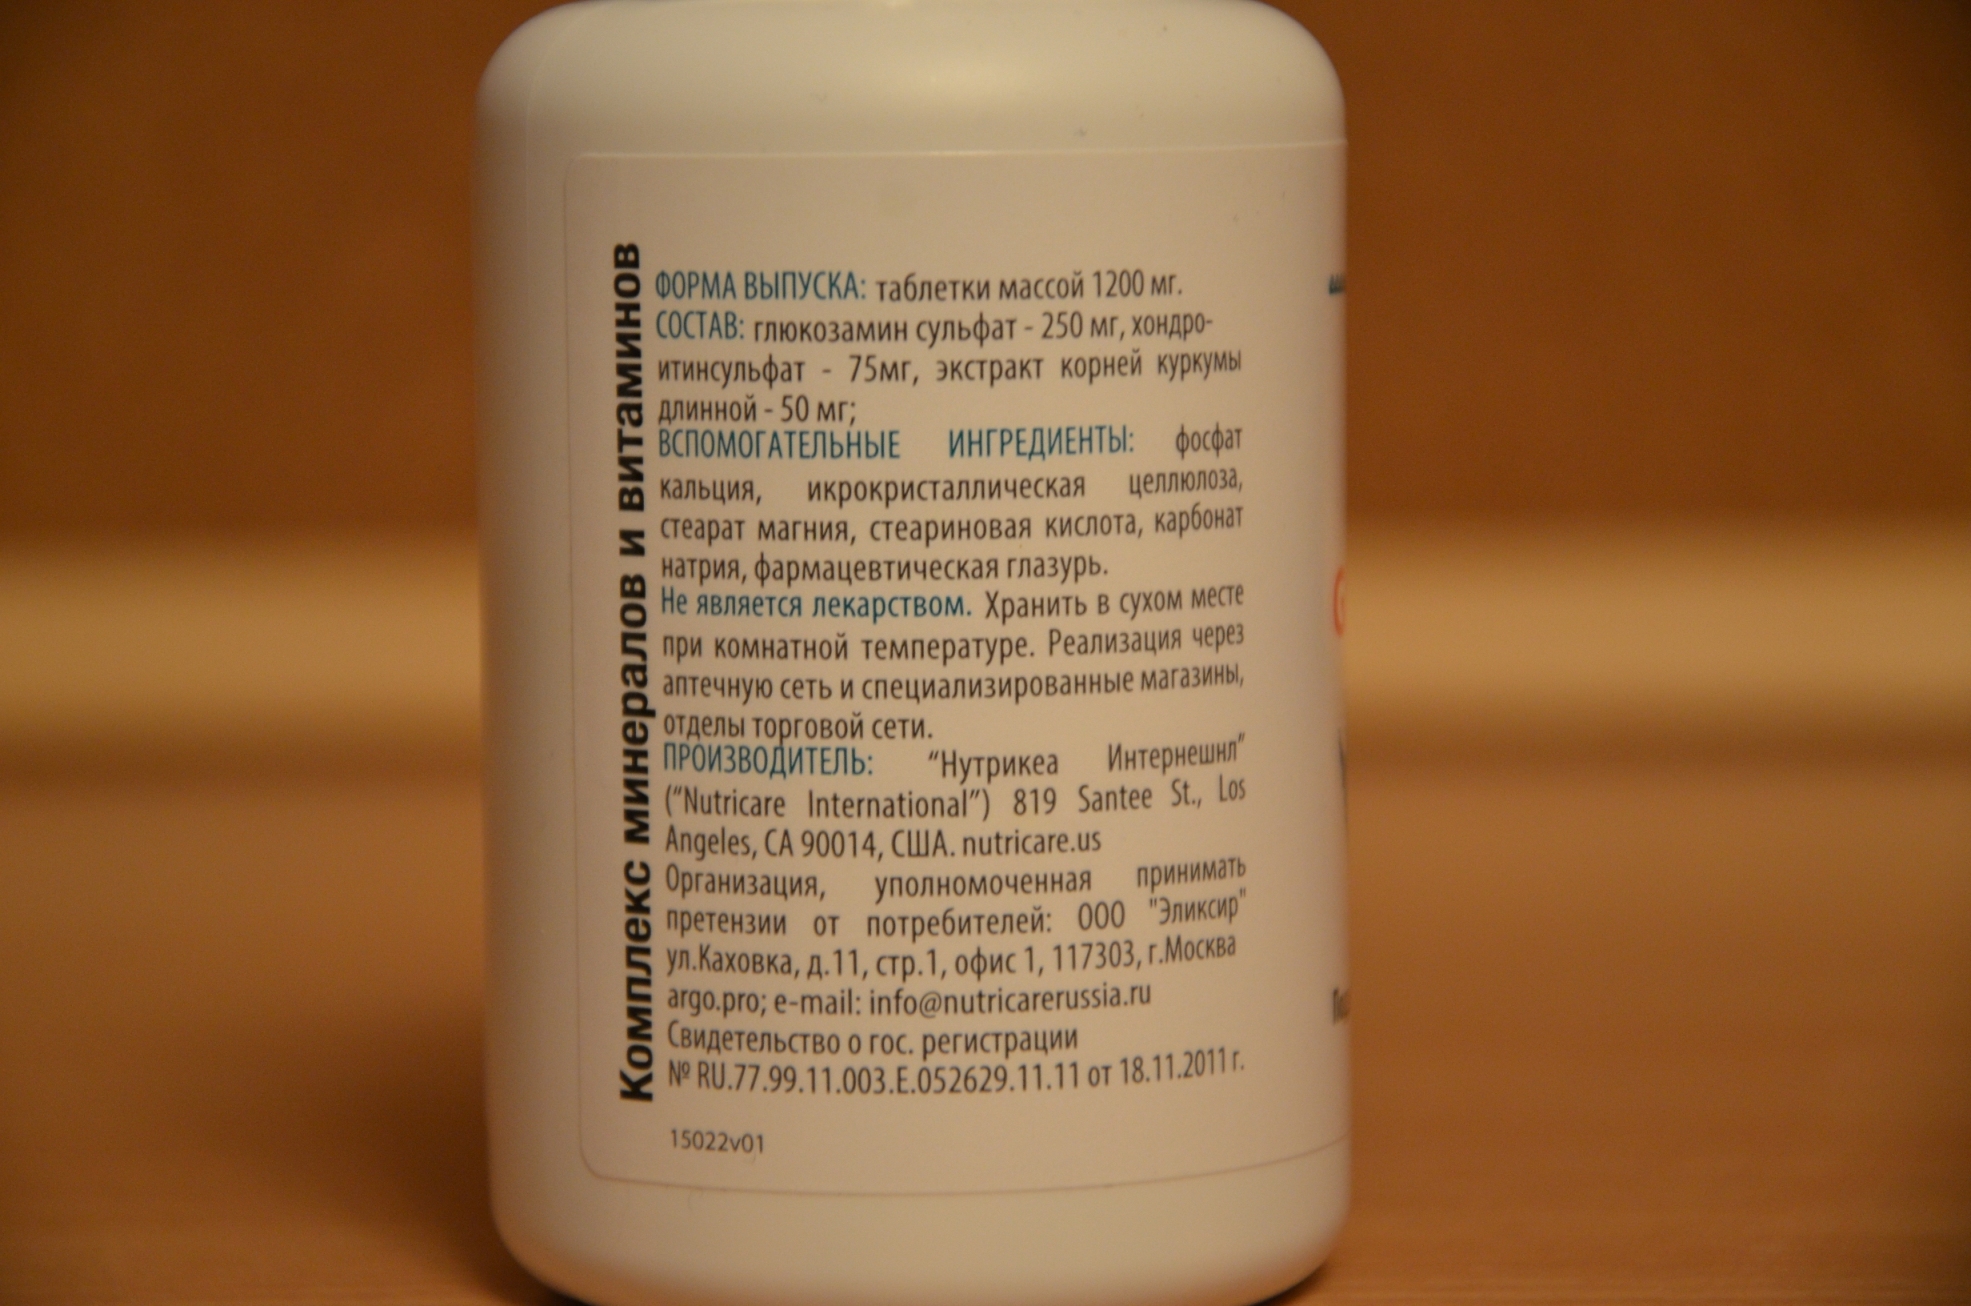 Комплекс минералов и витаминов
ФОРМА ВЫПУСКА: таблетки массой 1200 мг.
СОСТАВ: глюкозамин сульфат - 250 мг, хондро-
итинсульфат - 75мг, экстракт корней куркумы
длинной - 50 мг;
ВСПОМОГАТЕЛЬНЫЕ ИНГРЕДИЕНТЫ: фосфат
кальция, икрокристаллическая целлюлоза,
стеарат магния, стеариновая кислота, карбонат
натрия, фармацевтическая глазурь.
Не является лекарством. Хранить в сухом месте
при комнатной температуре. Реализация через
аптечную сеть и специализированные магазины,
отделы торговой сети.
ПРОИЗВОДИТЕЛЬ: “Нутрикеа Интернешнл”
(“Nutricare International”) 819 Santee St., Los
Angeles, CA 90014, США. nutricare.us
Организация, уполномоченная принимать
претензии от потребителей: ООО "Эликсир"
ул.Каховка, д.11, стр.1, офис 1, 117303, г.Москва
argo.pro; e-mail: info@nutricarerussia.ru
Свидетельство о гос. регистрации
№ RU.77.99.11.003.E.052629.11.11 от 18.11.2011 г.
15022v01